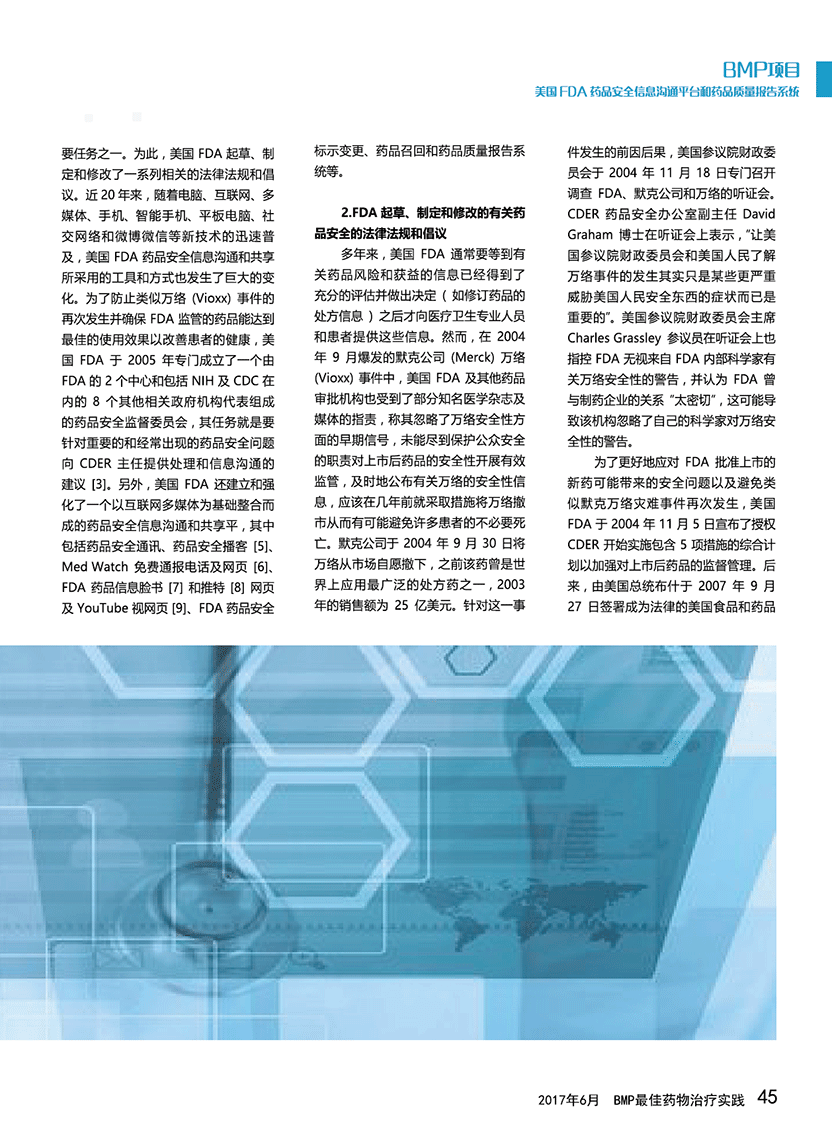 BMP项目
美国 FDA 药品安全信息沟通平台和药品质量报告系统
要任务之一。为此，美国 FDA 起草、制
定和修改了一系列相关的法律法规和倡
议。近 20 年来，随着电脑、互联网、多
媒体、手机、智能手机、平板电脑、社
交网络和微博微信等新技术的迅速普
及，美国 FDA 药品安全信息沟通和共享
所采用的工具和方式也发生了巨大的变
化。为了防止类似万络 (Vioxx) 事件的
再次发生并确保 FDA 监管的药品能达到
最佳的使用效果以改善患者的健康，美
国 FDA 于 2005 年专门成立了一个由
FDA 的 2 个中心和包括 NIH 及 CDC 在
内的 8 个其他相关政府机构代表组成
的药品安全监督委员会，其任务就是要
针对重要的和经常出现的药品安全问题
向 CDER 主任提供处理和信息沟通的
建议 [3]。另外，美国 FDA 还建立和强
化了一个以互联网多媒体为基础整合而
成的药品安全信息沟通和共享平，其中
包括药品安全通讯、药品安全播客 [5]、
Med Watch 免费通报电话及网页 [6]、
FDA 药品信息脸书 [7] 和推特 [8] 网页
及 YouTube 视网页 [9]、FDA 药品安全
标示变更、药品召回和药品质量报告系
统等。
2.FDA 起草、制定和修改的有关药
品安全的法律法规和倡议
多年来，美国 FDA 通常要等到有
关药品风险和获益的信息已经得到了
充分的评估并做出决定（ 如修订药品的
处方信息 ）之后才向医疗卫生专业人员
和患者提供这些信息。然而，在 2004
年 9 月爆发的默克公司 (Merck) 万络
(Vioxx) 事件中，美国 FDA 及其他药品
审批机构也受到了部分知名医学杂志及
媒体的指责，称其忽略了万络安全性方
面的早期信号，未能尽到保护公众安全
的职责对上市后药品的安全性开展有效
监管，及时地公布有关万络的安全性信
息，应该在几年前就采取措施将万络撤
市从而有可能避免许多患者的不必要死
亡。默克公司于 2004 年 9 月 30 日将
万络从市场自愿撤下，之前该药曾是世
界上应用最广泛的处方药之一，2003
年的销售额为 25 亿美元。针对这一事
件发生的前因后果，美国参议院财政委
员会于 2004 年 11 月 18 日专门召开
调查 FDA、默克公司和万络的听证会。
CDER 药品安全办公室副主任 David
Graham 博士在听证会上表示，“让美
国参议院财政委员会和美国人民了解
万络事件的发生其实只是某些更严重
威胁美国人民安全东西的症状而已是
重要的”。美国参议院财政委员会主席
Charles Grassley 参议员在听证会上也
指控 FDA 无视来自 FDA 内部科学家有
关万络安全性的警告，并认为 FDA 曾
与制药企业的关系“太密切”，这可能导
致该机构忽略了自己的科学家对万络安
全性的警告。
为了更好地应对 FDA 批准上市的
新药可能带来的安全问题以及避免类
似默克万络灾难事件再次发生，美国
FDA 于 2004 年 11 月 5 日宣布了授权
CDER 开始实施包含 5 项措施的综合计
划以加强对上市后药品的监督管理。后
来，由美国总统布什于 2007 年 9 月
27 日签署成为法律的美国食品和药品
2017年6月 BMP最佳药物治疗实践 45